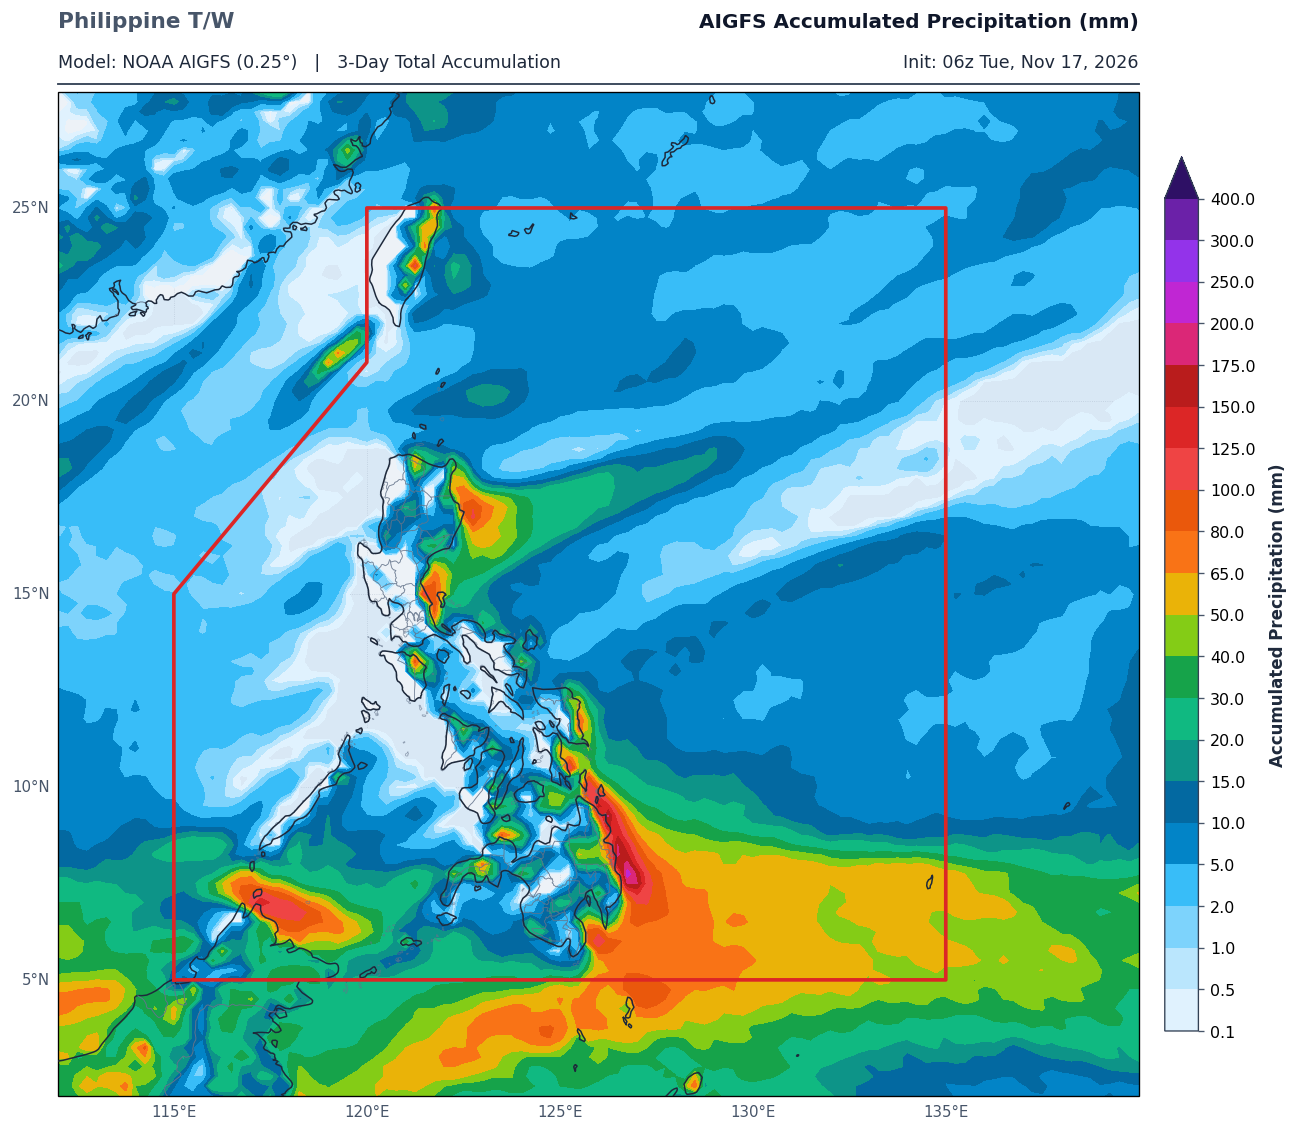 Philippine T/W
AIGFS Accumulated Precipitation (mm)
Model: NOAA AIGFS (0.25°)   |   3-Day Total Accumulation
Init: 06z Tue, Nov 17, 2026
25°N
20°N
15°N
10°N
5°N
115°E
120°E
125°E
130°E
135°E
400.0
300.0
250.0
200.0
175.0
150.0
125.0
100.0
80.0
65.0
50.0
40.0
30.0
20.0
15.0
10.0
5.0
2.0
1.0
0.5
0.1
Accumulated Precipitation (mm)